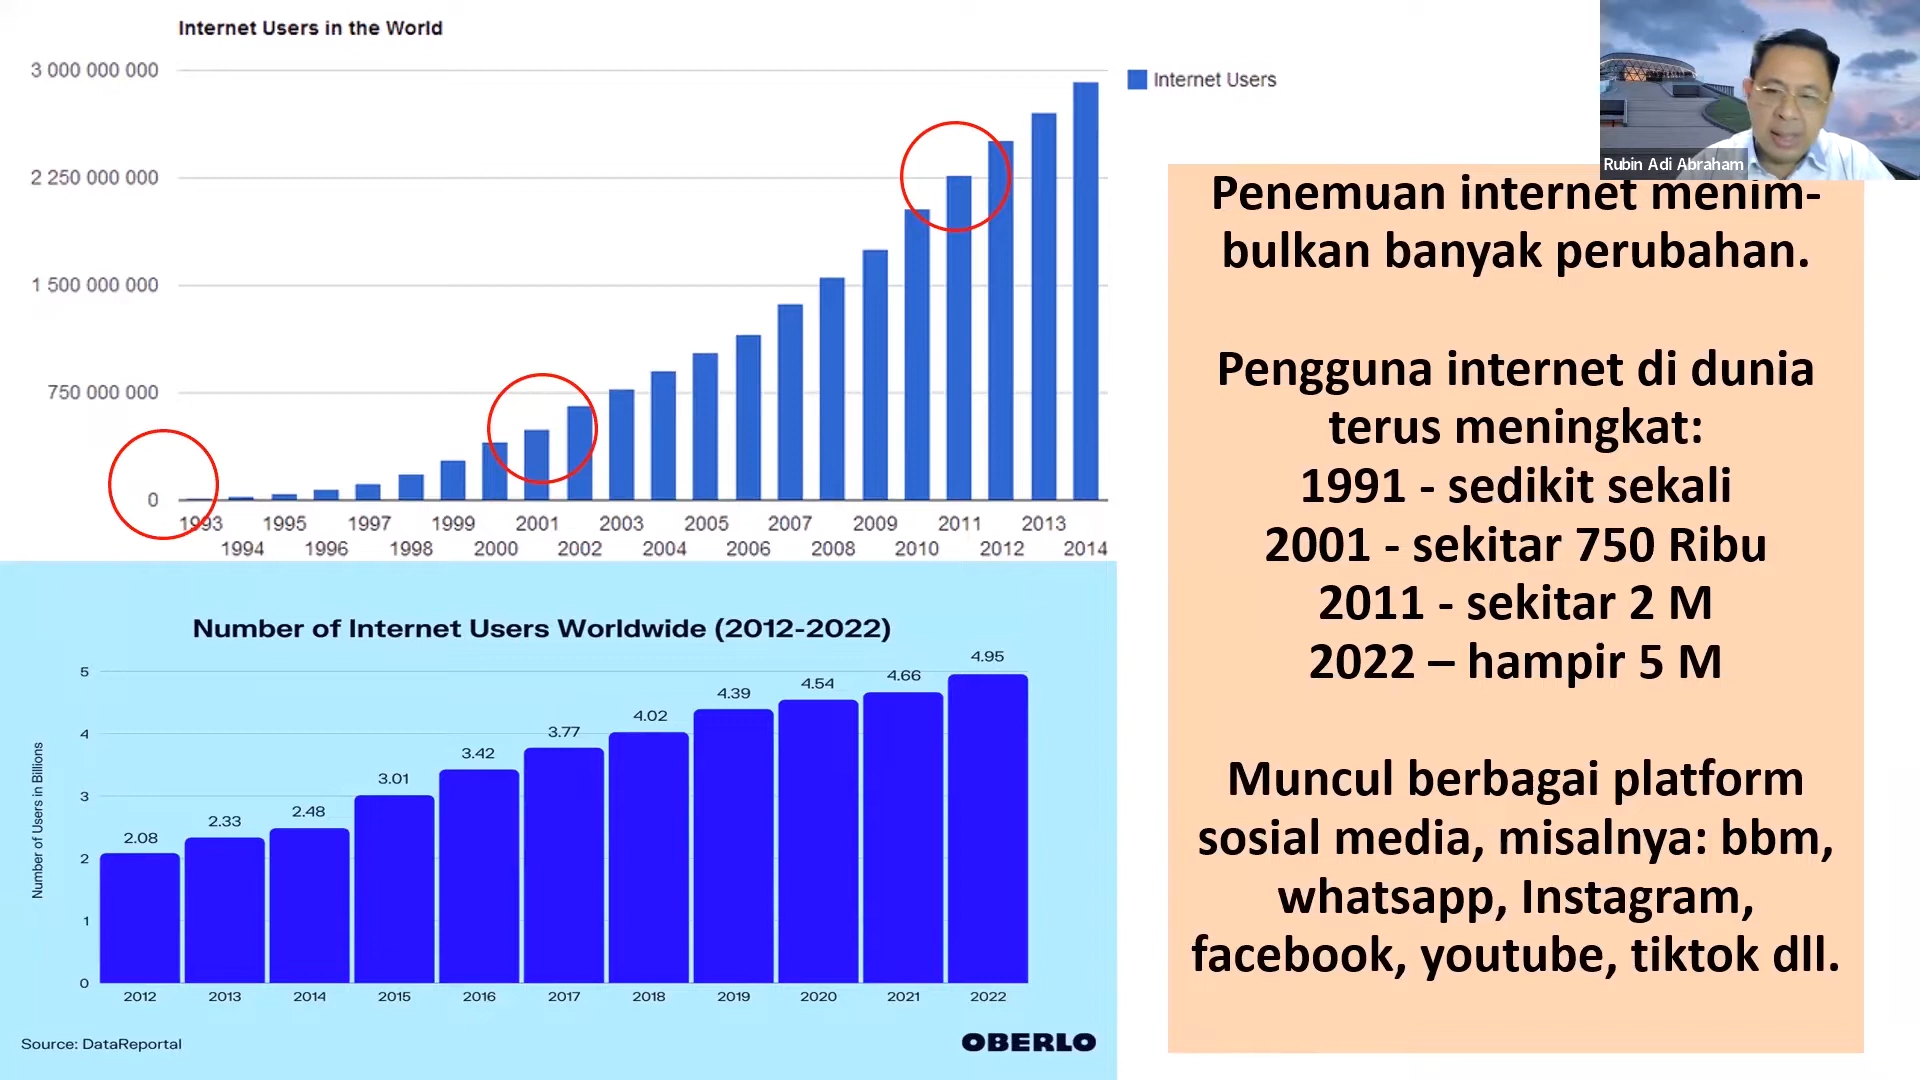 Internet Users in the World
3 000 000 000
2 250 000 000
1 500 000 000
750 000 000
0
1993 1995 1997 1999 2001 2003 2005 2007 2009 2011 2013
1994 1996 1998 2000 2002 2004 2006 2008 2010 2012 2014
Internet Users
Rubin Adi Abraham
Penemuan internet menim-
bulkan banyak perubahan.
Pengguna internet di dunia
terus meningkat:
1991 - sedikit sekali
2001 - sekitar 750 Ribu
2011 - sekitar 2 M
2022 – hampir 5 M
Muncul berbagai platform
sosial media, misalnya: bbm,
whatsapp, Instagram,
facebook, youtube, tiktok dll.
Number of Internet Users Worldwide (2012-2022)
Number of Users in Billions
5
4
3
2
1
0
2.08 2.33 2.48 3.01 3.42 3.77 4.02 4.39 4.54 4.66 4.95
2012 2013 2014 2015 2016 2017 2018 2019 2020 2021 2022
Source: DataReportal
OBERLO